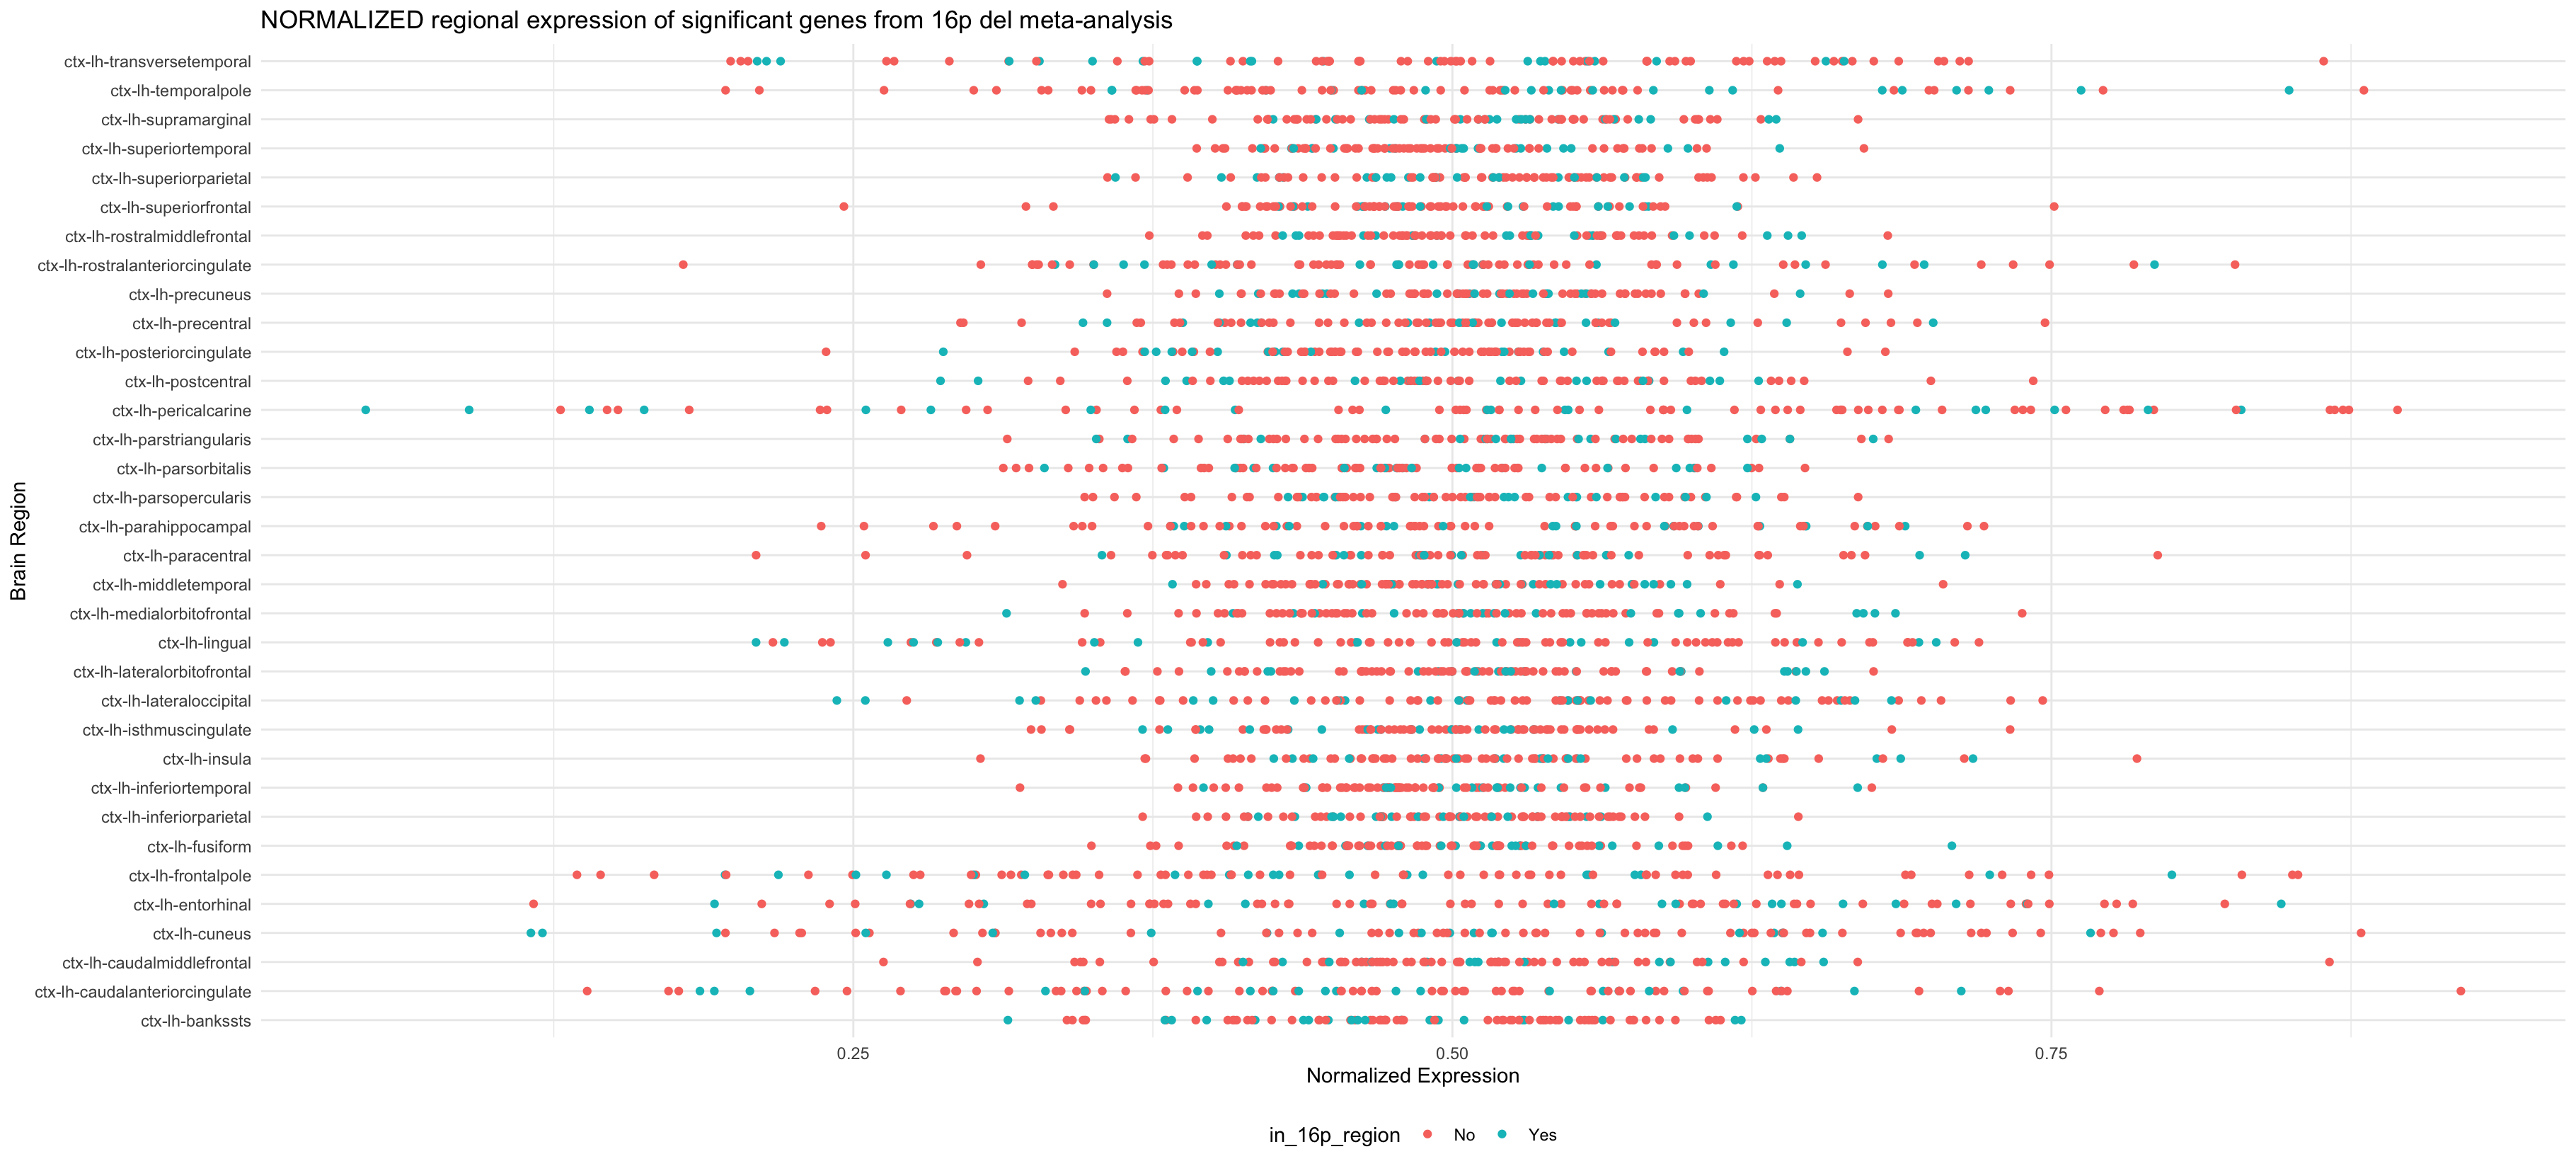 NORMALIZED regional expression of significant genes from 16p del meta-analysis
ctx-lh-transversetemporal
ctx-lh-temporalpole
ctx-lh-supramarginal
ctx-lh-superiortemporal
ctx-lh-superiorparietal
ctx-lh-superiorfrontal
ctx-lh-rostralmiddlefrontal
ctx-lh-rostralanteriorcingulate
ctx-lh-precuneus
ctx-lh-precentral
ctx-lh-posteriorcingulate
ctx-lh-postcentral
ctx-lh-pericalcarine
ctx-lh-parstriangularis
ctx-lh-parsorbitalis
ctx-lh-parsopercularis
ctx-lh-parahippocampal
ctx-lh-paracentral
ctx-lh-middletemporal
ctx-lh-medialorbitofrontal
ctx-lh-lingual
ctx-lh-lateralorbitofrontal
ctx-lh-lateraloccipital
ctx-lh-isthmuscingulate
ctx-lh-insula
ctx-lh-inferiortemporal
ctx-lh-inferiorparietal
ctx-lh-fusiform
ctx-lh-frontalpole
ctx-lh-entorhinal
ctx-lh-cuneus
ctx-lh-caudalmiddlefrontal
ctx-lh-caudalanteriorcingulate
ctx-lh-bankssts
Brain Region
0.25 0.50 0.75
Normalized Expression
in_16p_region No Yes